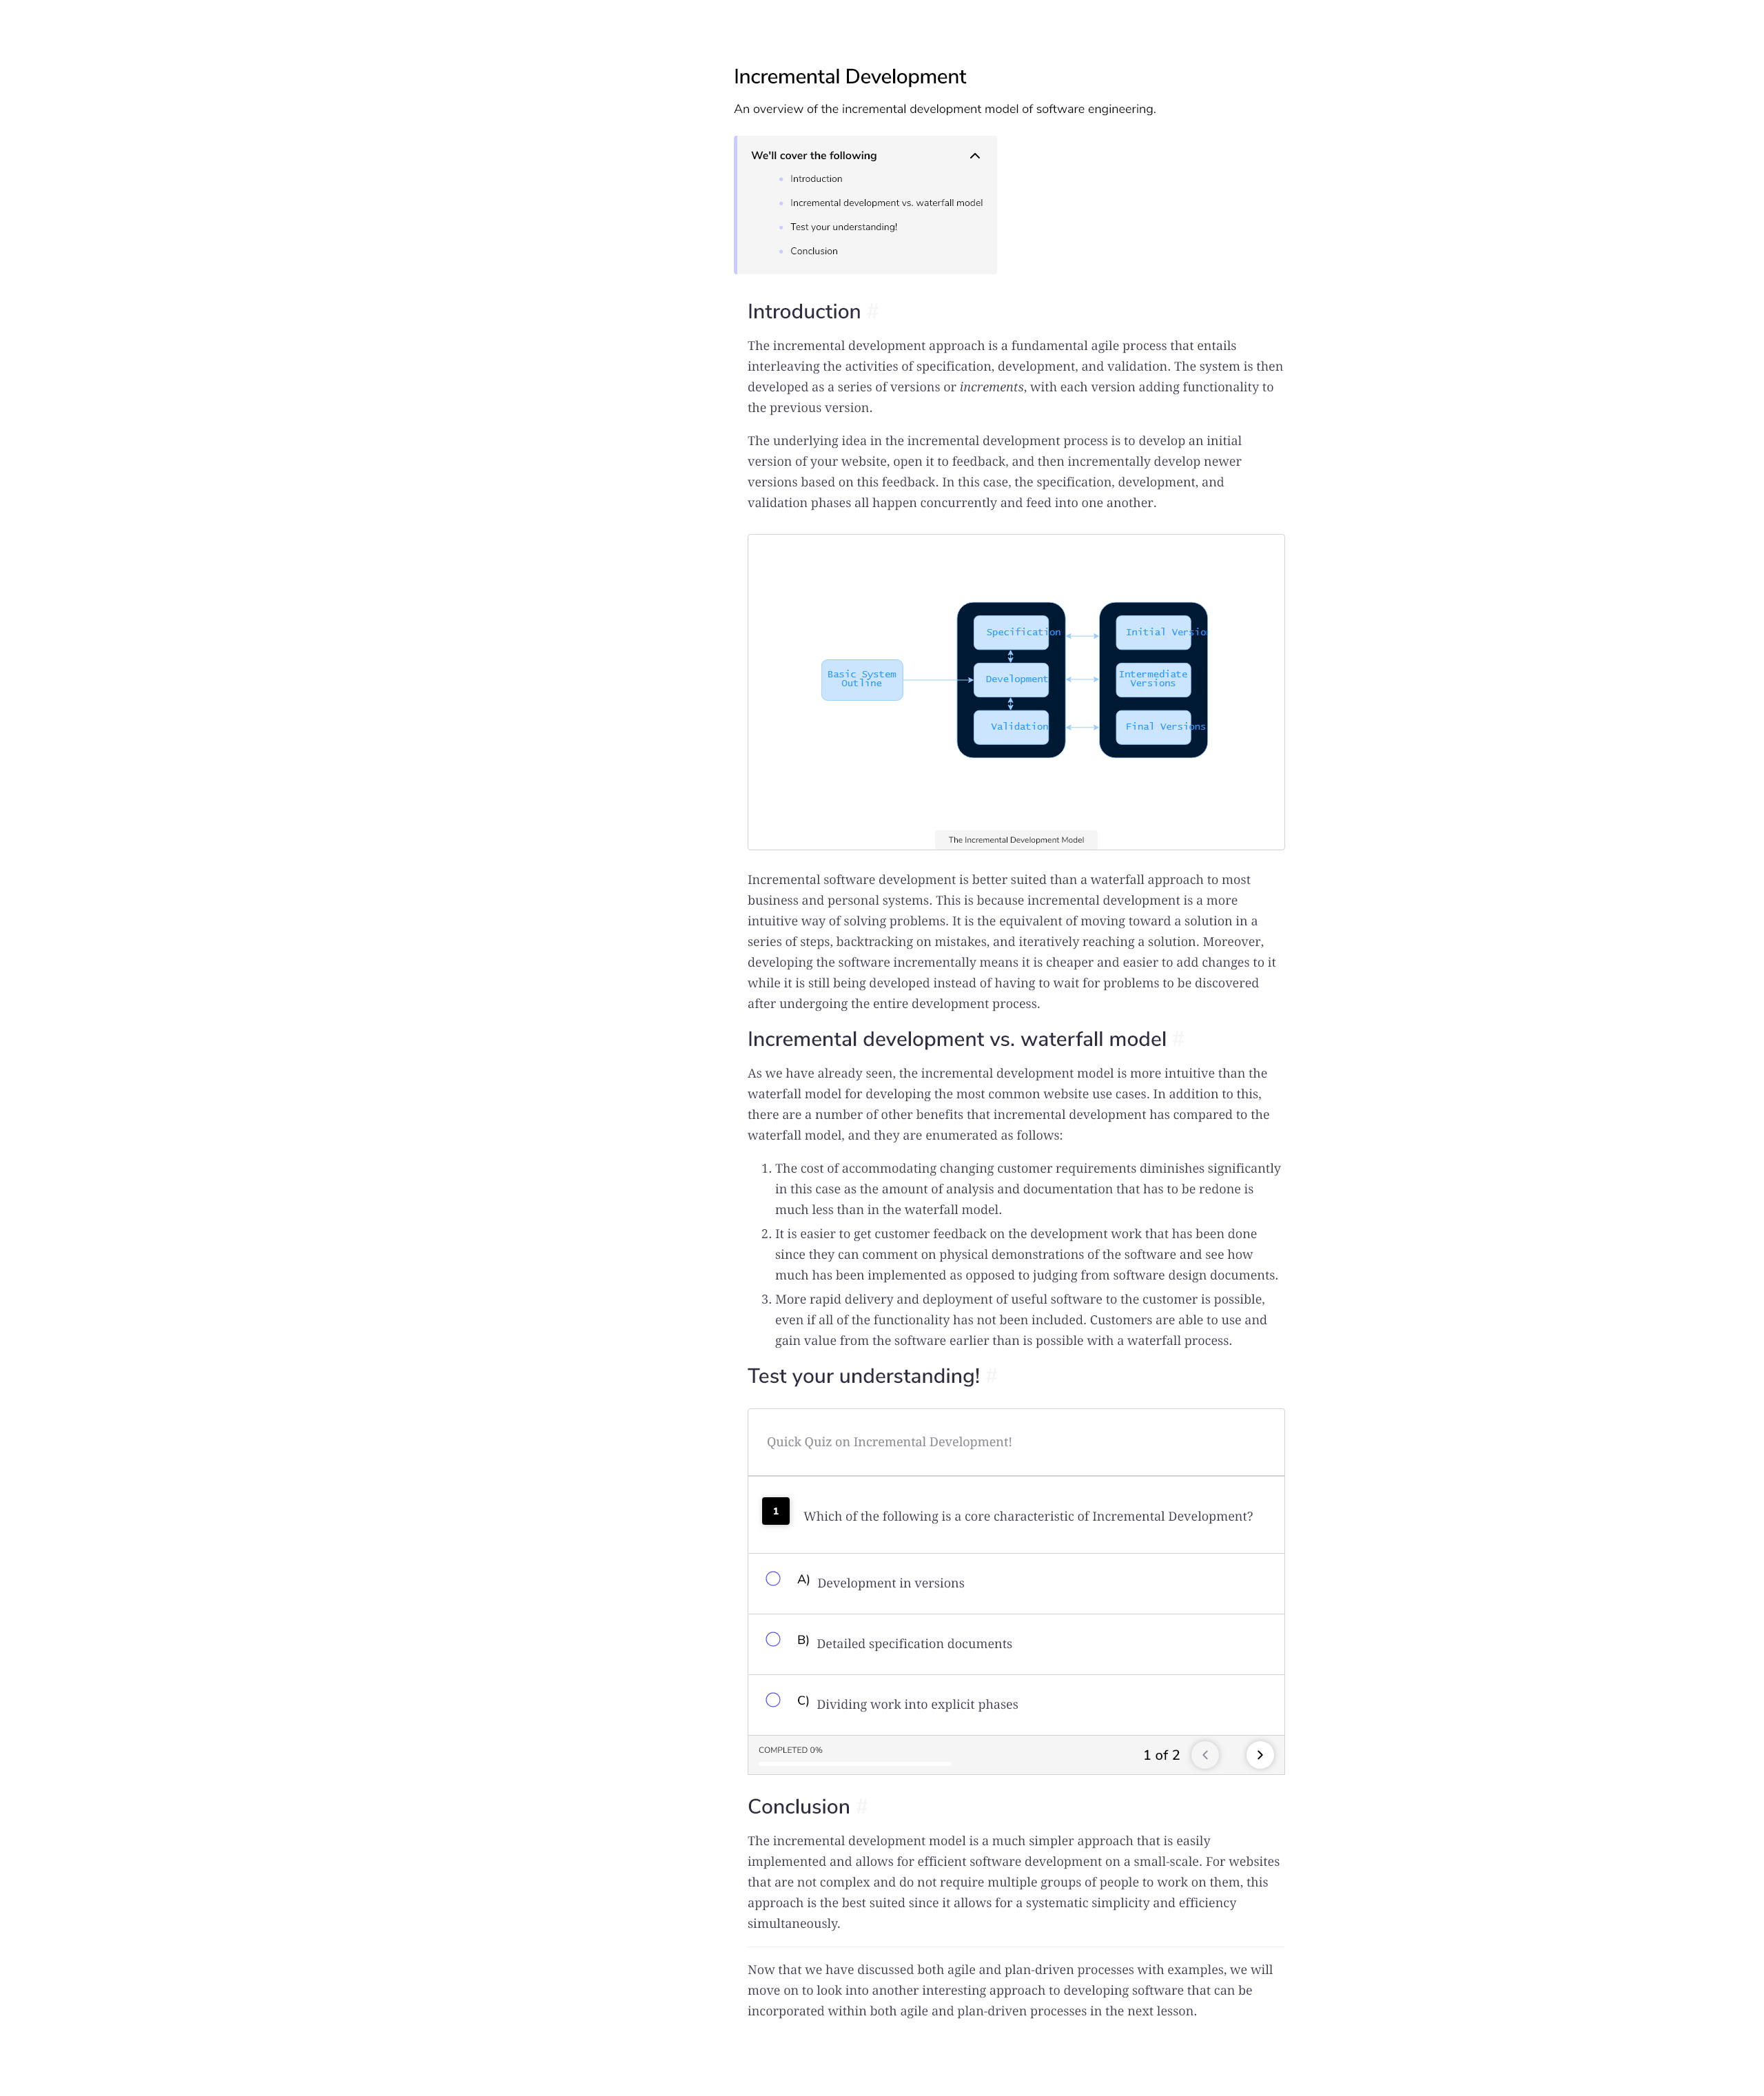 Incremental Development
An overview of the incremental development model of software engineering.
We'll cover the following
Introduction
Incremental development vs. waterfall model
Test your understanding!
Conclusion
Introduction #
The incremental development approach is a fundamental agile process that entails
interleaving the activities of specification, development, and validation. The system is then
developed as a series of versions or increments, with each version adding functionality to
the previous version.
The underlying idea in the incremental development process is to develop an initial
version of your website, open it to feedback, and then incrementally develop newer
versions based on this feedback. In this case, the specification, development, and
validation phases all happen concurrently and feed into one another.
Basic System
Outline
Specification
Development
Validation
Initial Versio
Intermediate
Versions
Final Versions
The Incremental Development Model
Incremental software development is better suited than a waterfall approach to most
business and personal systems. This is because incremental development is a more
intuitive way of solving problems. It is the equivalent of moving toward a solution in a
series of steps, backtracking on mistakes, and iteratively reaching a solution. Moreover,
developing the software incrementally means it is cheaper and easier to add changes to it
while it is still being developed instead of having to wait for problems to be discovered
after undergoing the entire development process.
Incremental development vs. waterfall model #
As we have already seen, the incremental development model is more intuitive than the
waterfall model for developing the most common website use cases. In addition to this,
there are a number of other benefits that incremental development has compared to the
waterfall model, and they are enumerated as follows:
1. The cost of accommodating changing customer requirements diminishes significantly
in this case as the amount of analysis and documentation that has to be redone is
much less than in the waterfall model.
2. It is easier to get customer feedback on the development work that has been done
since they can comment on physical demonstrations of the software and see how
much has been implemented as opposed to judging from software design documents.
3. More rapid delivery and deployment of useful software to the customer is possible,
even if all of the functionality has not been included. Customers are able to use and
gain value from the software earlier than is possible with a waterfall process.
Test your understanding! #
Quick Quiz on Incremental Development!
1 Which of the following is a core characteristic of Incremental Development?
A) Development in versions
B) Detailed specification documents
C) Dividing work into explicit phases
COMPLETED 0%
1 of 2
Conclusion #
The incremental development model is a much simpler approach that is easily
implemented and allows for efficient software development on a small-scale. For websites
that are not complex and do not require multiple groups of people to work on them, this
approach is the best suited since it allows for a systematic simplicity and efficiency
simultaneously.
Now that we have discussed both agile and plan-driven processes with examples, we will
move on to look into another interesting approach to developing software that can be
incorporated within both agile and plan-driven processes in the next lesson.